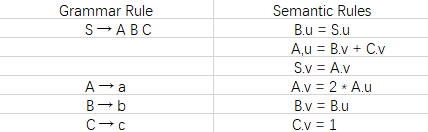 Grammar Rule Semantic Rules
S→ A B C B.u = S.u
A,u = B.v + C.v
S.v = A.v
A → a A.v = 2 * A.u
B→ b B.v = B.u
C→ c C.v = 1